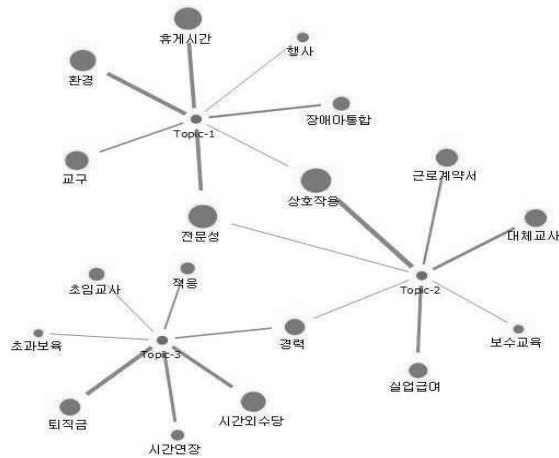 휴게시간
행사
환경
장애아통합
Topic-1
교구
근로계약서
상호작용
전문성
대체교사
초임교사
적응
Topic-2
초과보육
경력
보수교육
Topic-3
실업급여
퇴직금
시간외수당
시간연장